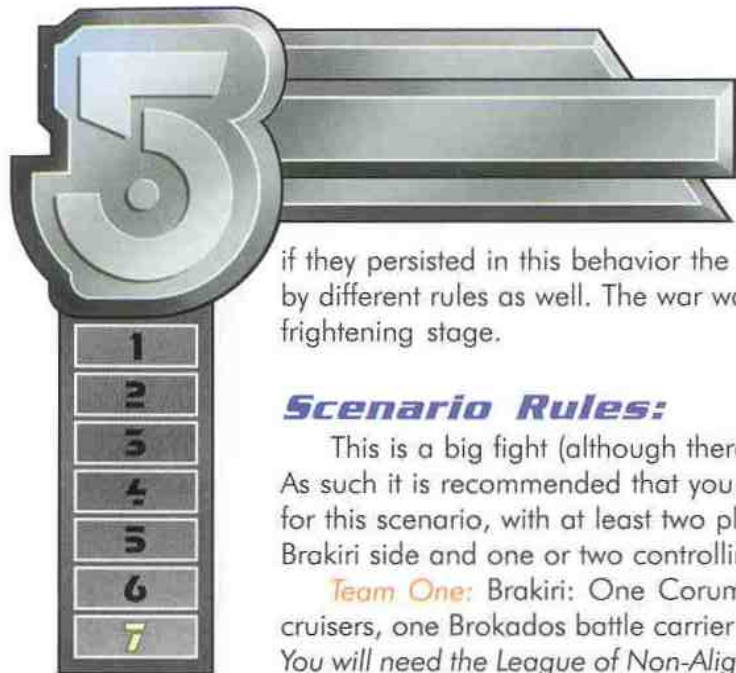 5
if they persisted in this behavior the
by different rules as well. The war
frightening stage.
Scenario Rules:
This is a big fight (although
As such it is recommended that you
for this scenario, with at least two
Brakiri side and one or two
Team One: Brakiri: One
cruisers, one Brokados battle carrier
You will need the League of
1
2
3
4
5
6
7